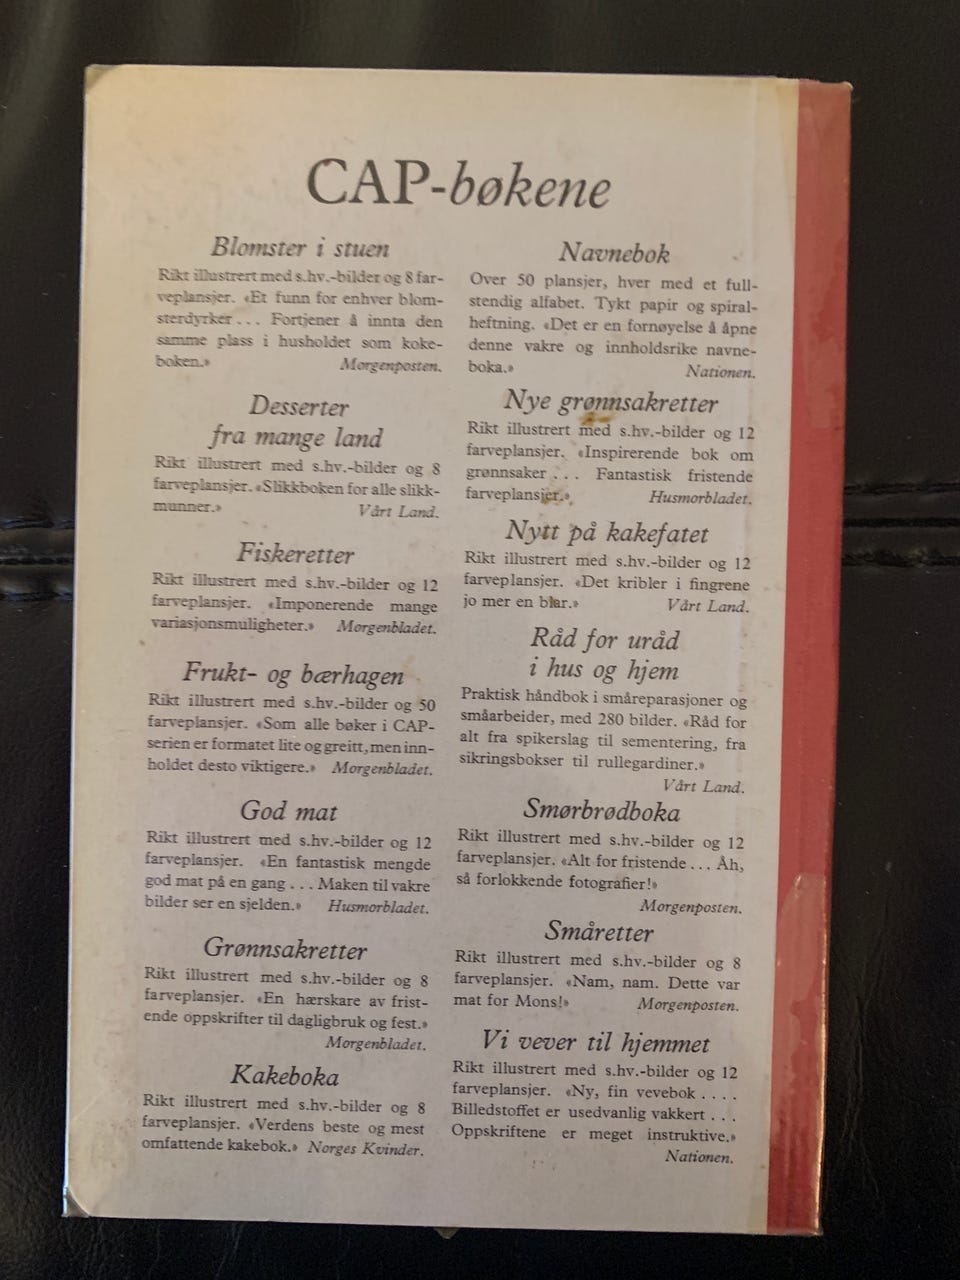 CAP-bøkene
Blomster i stuen
Rikt illustrert med s.hv.-bilder og 8 far-
veplansjer. «Et funn for enhver blom-
sterdyrker... Fortjener å innta den
samme plass i husholdet som koke-
boken.» Morgenposten.
Desserter
fra mange land
Rikt illustrert med s.hv.-bilder og 8
farveplansjer. «Slikkboken for alle slikk-
munner.» Vårt Land.
Fiskeretter
Rikt illustrert med s.hv.-bilder og 12
farveplansjer. «Imponerende mange
variasjonsmuligheter.» Morgenbladet.
Frukt- og bærhagen
Rikt illustrert med s.hv.-bilder og 50
farveplansjer. «Som alle bøker i CAP-
serien er formatet lite og greitt, men inn-
holdet desto viktigere.» Morgenbladet.
God mat
Rikt illustrert med s.hv.-bilder og 12
farveplansjer. «En fantastisk mengde
god mat på en gang... Maken til vakre
bilder ser en sjelden.» Husmorbladet.
Grønnsakretter
Rikt illustrert med s.hv.-bilder og 8
farveplansjer. «En hærskare av frist-
ende oppskrifter til dagligbruk og fest.»
Morgenbladet.
Kakeboka
Rikt illustrert med s.hv.-bilder og 8
farveplansjer. «Verdens beste og mest
omfattende kakebok.» Norges Kvinder.
Navnebok
Over 50 plansjer, hver med et full-
stendig alfabet. Tykt papir og spiral-
heftning. «Det er en fornøyelse å åpne
denne vakre og innholdsrike navne-
boka.» Nationen.
Nye grønnsakretter
Rikt illustrert med s.hv.-bilder og 12
farveplansjer. «Inspirerende bok om
grønnsaker... Fantastisk fristende
farveplansjer.» Husmorbladet.
Nytt på kakefatet
Rikt illustrert med s.hv.-bilder og 12
farveplansjer. «Det kribler i fingrene
jo mer en blar.» Vårt Land.
Råd for uråd
i hus og hjem
Praktisk håndbok i småreparasjoner og
småarbeider, med 280 bilder. «Råd for
alt fra spikerslag til sementering, fra
sikringsbokser til rullegardiner.»
Vårt Land.
Smørbrødboka
Rikt illustrert med s.hv.-bilder og 12
farveplansjer. «Alt for fristende... Åh,
så forlokkende fotografier!»
Morgenposten.
Småretter
Rikt illustrert med s.hv.-bilder og 8
farveplansjer. «Nam, nam. Dette var
mat for Mons!» Morgenposten.
Vi vever til hjemmet
Rikt illustrert med s.hv.-bilder og 12
farveplansjer. «Ny, fin vevebok....
Billedstoffet er usedvanlig vakkert...
Oppskriftene er meget instruktive.»
Nationen.